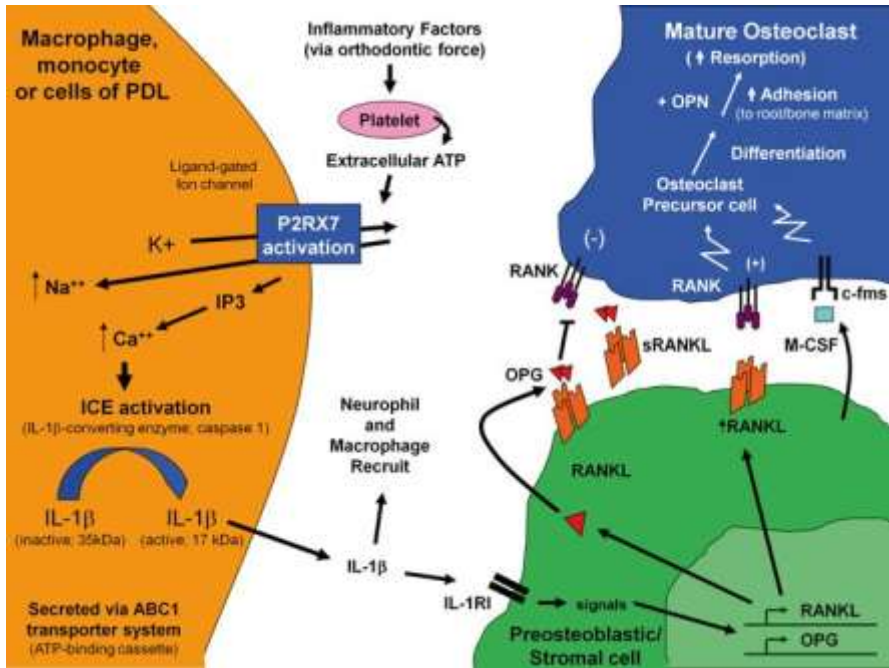 Macrophage,
monocyte
or cells of PDL
Inflammatory Factors
(via orthodontic force)
Platelet
Extracellular ATP
Ligand-gated
Ion channel
P2RX7
activation
K+
Na⁺⁺
IP3
Ca⁺⁺
ICE activation
(IL-1β-converting enzyme; caspase 1)
IL-1β
(inactive; 35kDa)
IL-1β
(active; 17 kDa)
Secreted via ABC1
transporter system
(ATP-binding cassette)
Neurophil
and
Macrophage
Recruit
IL-1β
IL-1RI
signals
Preosteoblastic/
Stromal cell
RANKL
OPG
RANKL
RANKL
OPG
sRANKL
RANK
(-)
RANK
(+)
c-fms
M-CSF
Mature Osteoclast
(⬆ Resorption)
+ OPN
Adhesion
(to root/bone matrix)
Differentiation
Osteoclast
Precursor cell